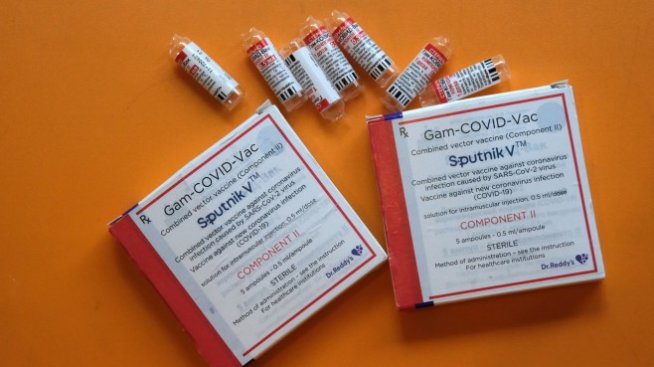 Rx
Gam-COVID-Vac
Combined vector vaccine (Component II)
Sputnik V™
Combined vector vaccine against coronavirus
infection caused by SARS-CoV-2 virus
Vaccine against new coronavirus infection
(COVID-19)
solution for intramuscular injection, 0.5 ml/dose
COMPONENT II
5 ampoules - 0.5 ml/ampoule
STERILE
Method of administration – see the instruction
For healthcare institutions
Dr.Reddy's
Rx
Gam-COVID-Vac
Combined vector vaccine (Component II)
Sputnik V™
Combined vector vaccine against coronavirus
infection caused by SARS-CoV-2 virus
Vaccine against new coronavirus infection
(COVID-19)
solution for intramuscular injection, 0.5 ml/dose
COMPONENT II
5 ampoules - 0.5 ml/ampoule
STERILE
Method of administration – see the instruction
For healthcare institutions
Dr.Reddy's